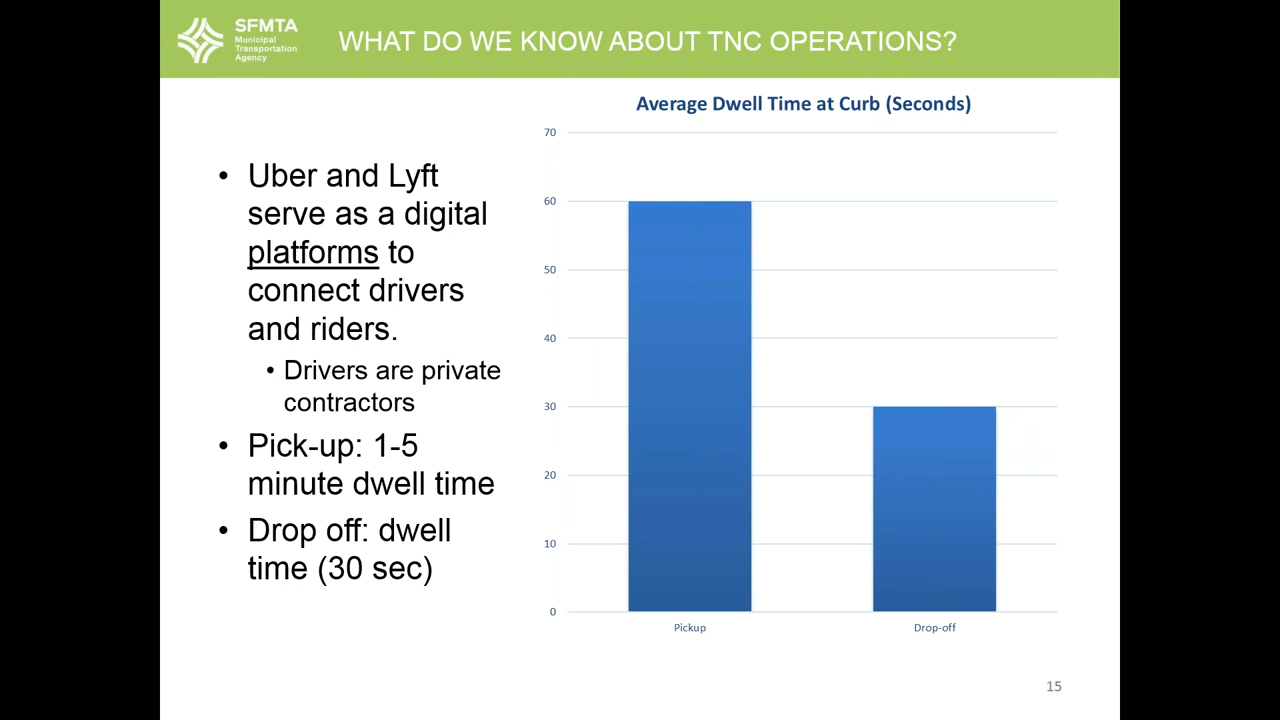 SFMTA
Municipal
Transportation
Agency
WHAT DO WE KNOW ABOUT TNC OPERATIONS?
• Uber and Lyft
serve as a digital
platforms to
connect drivers
and riders.
• Drivers are private
contractors
• Pick-up: 1-5
minute dwell time
• Drop off: dwell
time (30 sec)
Average Dwell Time at Curb (Seconds)
70
60
50
40
30
20
10
0
Pickup
Drop-off
15